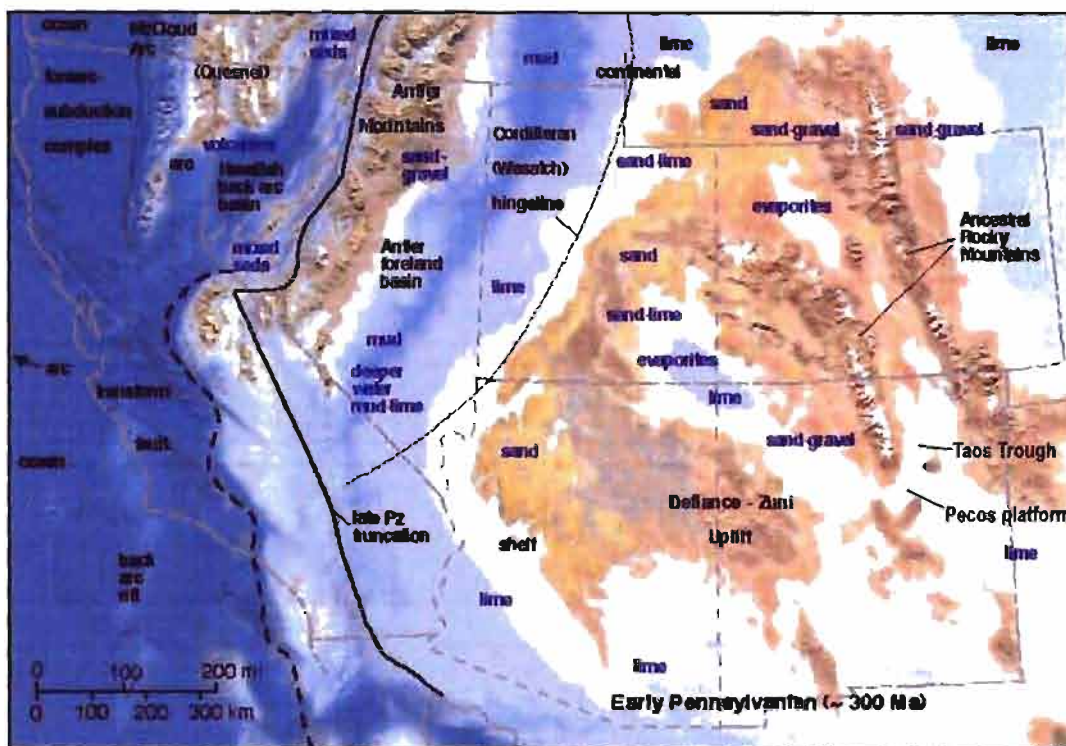 ocean
McCloud
Arc
(Quesnel)
mixed
seds
mud
lime
lime
continental
forearc-
subduction
complex
arc
volcanics
Havallah
back arc
basin
mixed
seds
Antler
Mountains
sand-
gravel
Cordilleran
(Wasatch)
hingeline
sand
sand-gravel
sand-gravel
sand-lime
evaporites
Ancestral
Rocky
Mountains
Antler
foreland
basin
lime
sand
sand-lime
evaporites
lime
mud
deeper
water
mud-lime
arc
transform
fault
ocean
sand
sand-gravel
Taos Trough
Defiance - Zuni
Uplift
Pecos platform
lime
late Pz
truncation
shelf
back
arc
rift
lime
lime
0 100 200 mi
0 100 200 300 km
Early Pennsylvanian (~ 300 Ma)